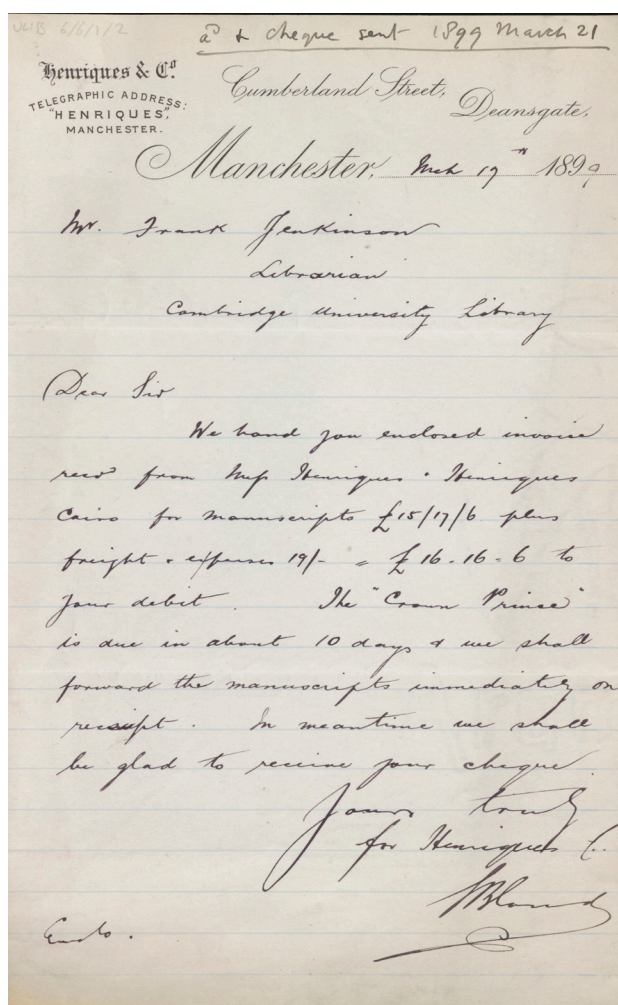 ULIB 6/6/1/2
a/c & cheque sent 1899 March 21
Henriques & Co.
TELEGRAPHIC ADDRESS:
"HENRIQUES",
MANCHESTER.
Cumberland Street,
Deansgate,
Manchester, Mch 17th 1899
Mr. Frank Jenkinson
Librarian
Cambridge University Library
Dear Sir
We hand you enclosed invoice
recd from Messrs Henriques & Henriques
Cairo for manuscripts £15/17/6 plus
freight & expenses 19/- = £16-16-6 to
your debit. The "Crown Prince"
is due in about 10 days & we shall
forward the manuscripts immediately on
receipt. In meantime we shall
be glad to receive your cheque
Yours truly
for Henriques & Co.
Enclo.